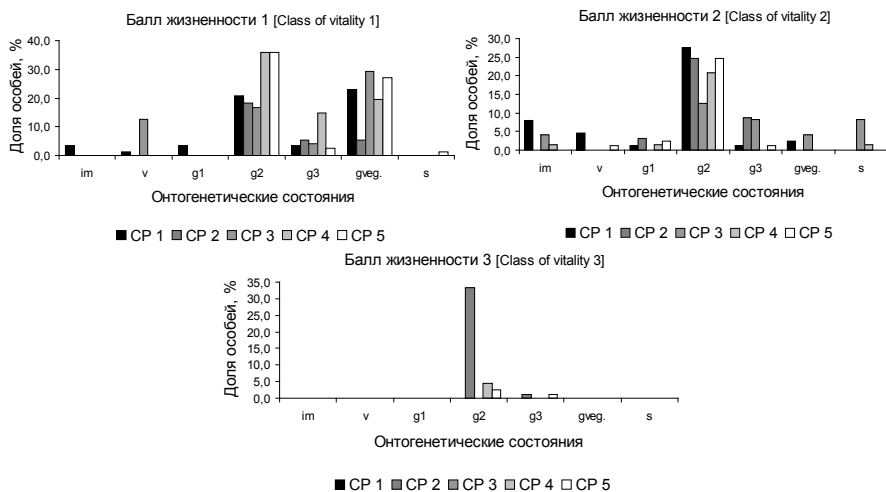 Балл жизненности 1 [Class of vitality 1]
Доля особей, %
40,0
30,0
20,0
10,0
0,0
im v g1 g2 g3 gveg. s
Онтогенетические состояния
CP 1 CP 2 CP 3 CP 4 CP 5
Балл жизненности 2 [Class of vitality 2]
Доля особей, %
30,0
25,0
20,0
15,0
10,0
5,0
0,0
im v g1 g2 g3 gveg. s
Онтогенетические состояния
CP 1 CP 2 CP 3 CP 4 CP 5
Балл жизненности 3 [Class of vitality 3]
Доля особей, %
35,0
30,0
25,0
20,0
15,0
10,0
5,0
0,0
im v g1 g2 g3 gveg. s
Онтогенетические состояния
CP 1 CP 2 CP 3 CP 4 CP 5